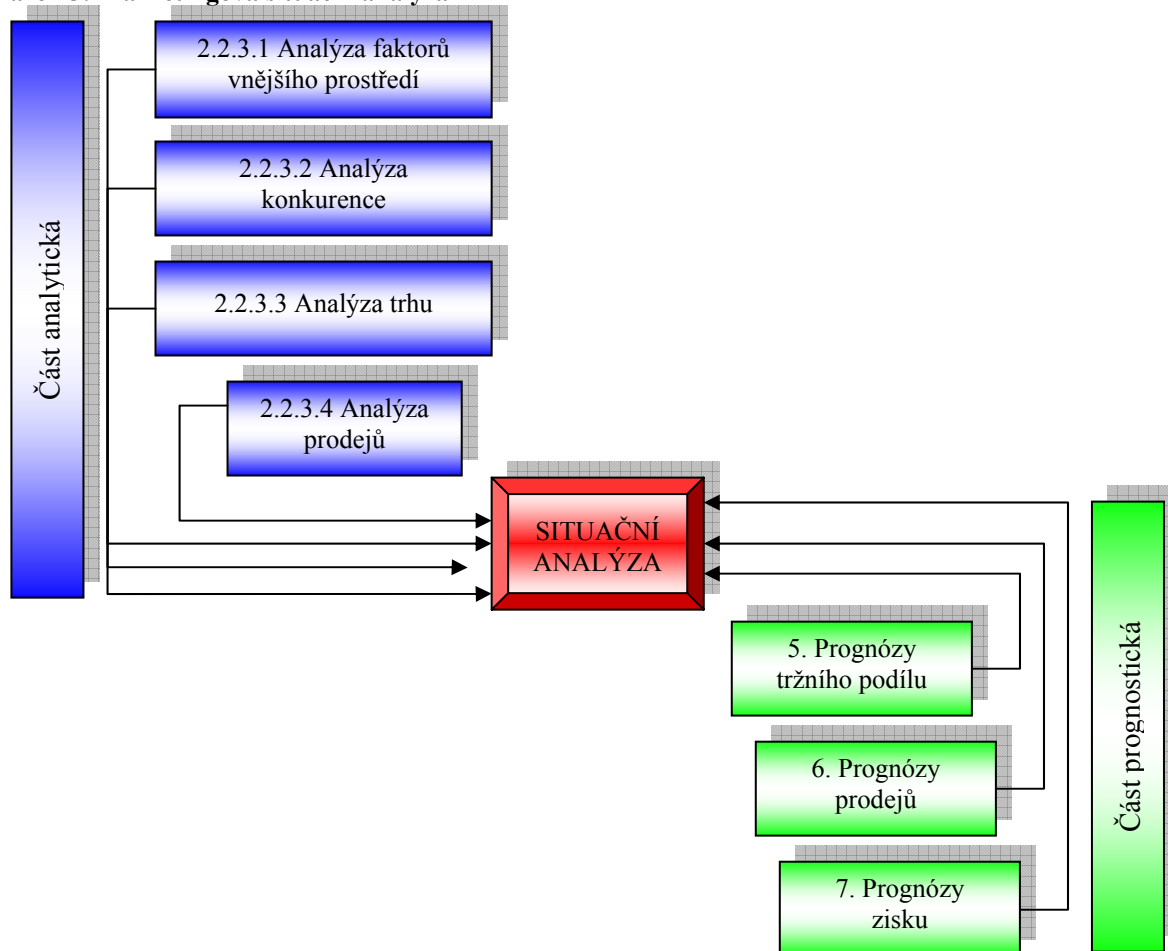 2.2.3.1 Analýza faktorů
vnějšího prostředí
2.2.3.2 Analýza
konkurence
2.2.3.3 Analýza trhu
Část analytická
2.2.3.4 Analýza
prodejů
SITUAČNÍ
ANALÝZA
5. Prognózy
tržního podílu
6. Prognózy
prodejů
Část prognostická
7. Prognózy
zisku